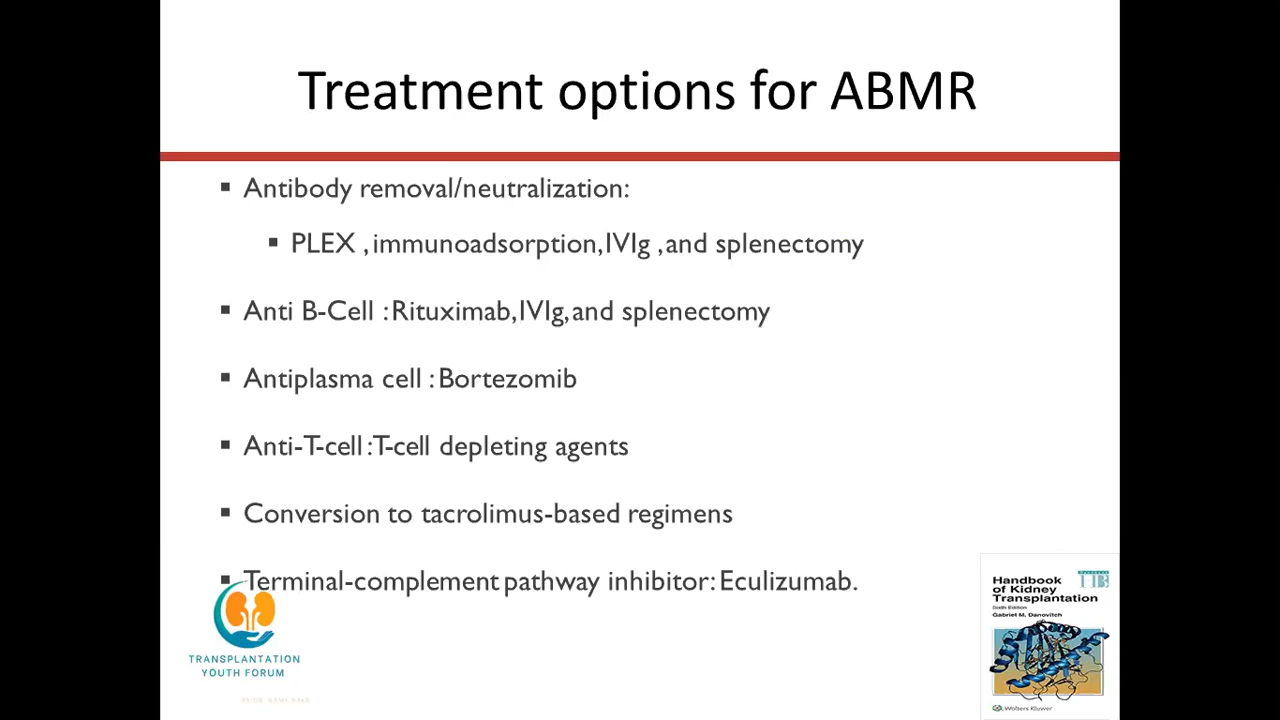 Treatment options for ABMR
▪ Antibody removal/neutralization:
▪ PLEX , immunoadsorption, IVIg , and splenectomy
▪ Anti B-Cell : Rituximab, IVIg, and splenectomy
▪ Antiplasma cell : Bortezomib
▪ Anti-T-cell : T-cell depleting agents
▪ Conversion to tacrolimus-based regimens
▪ Terminal-complement pathway inhibitor: Eculizumab.
TRANSPLANTATION
YOUTH FORUM
Handbook
of Kidney
Transplantation
Sixth Edition
Gabriel M. Danovitch
Wolters Kluwer